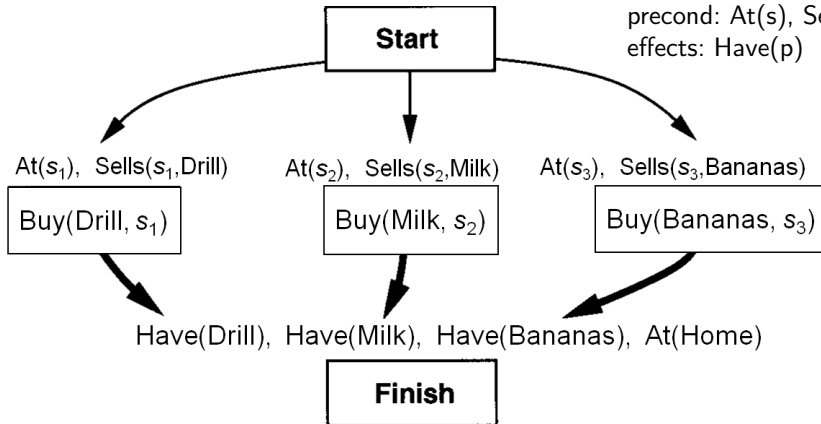 precond: At(s),
effects: Have(p)
Start
At(s₁), Sells(s₁,Drill) At(s₂), Sells(s₂,Milk) At(s₃), Sells(s₃,Bananas)
Buy(Drill, s₁) Buy(Milk, s₂) Buy(Bananas, s₃)
Have(Drill), Have(Milk), Have(Bananas), At(Home)
Finish